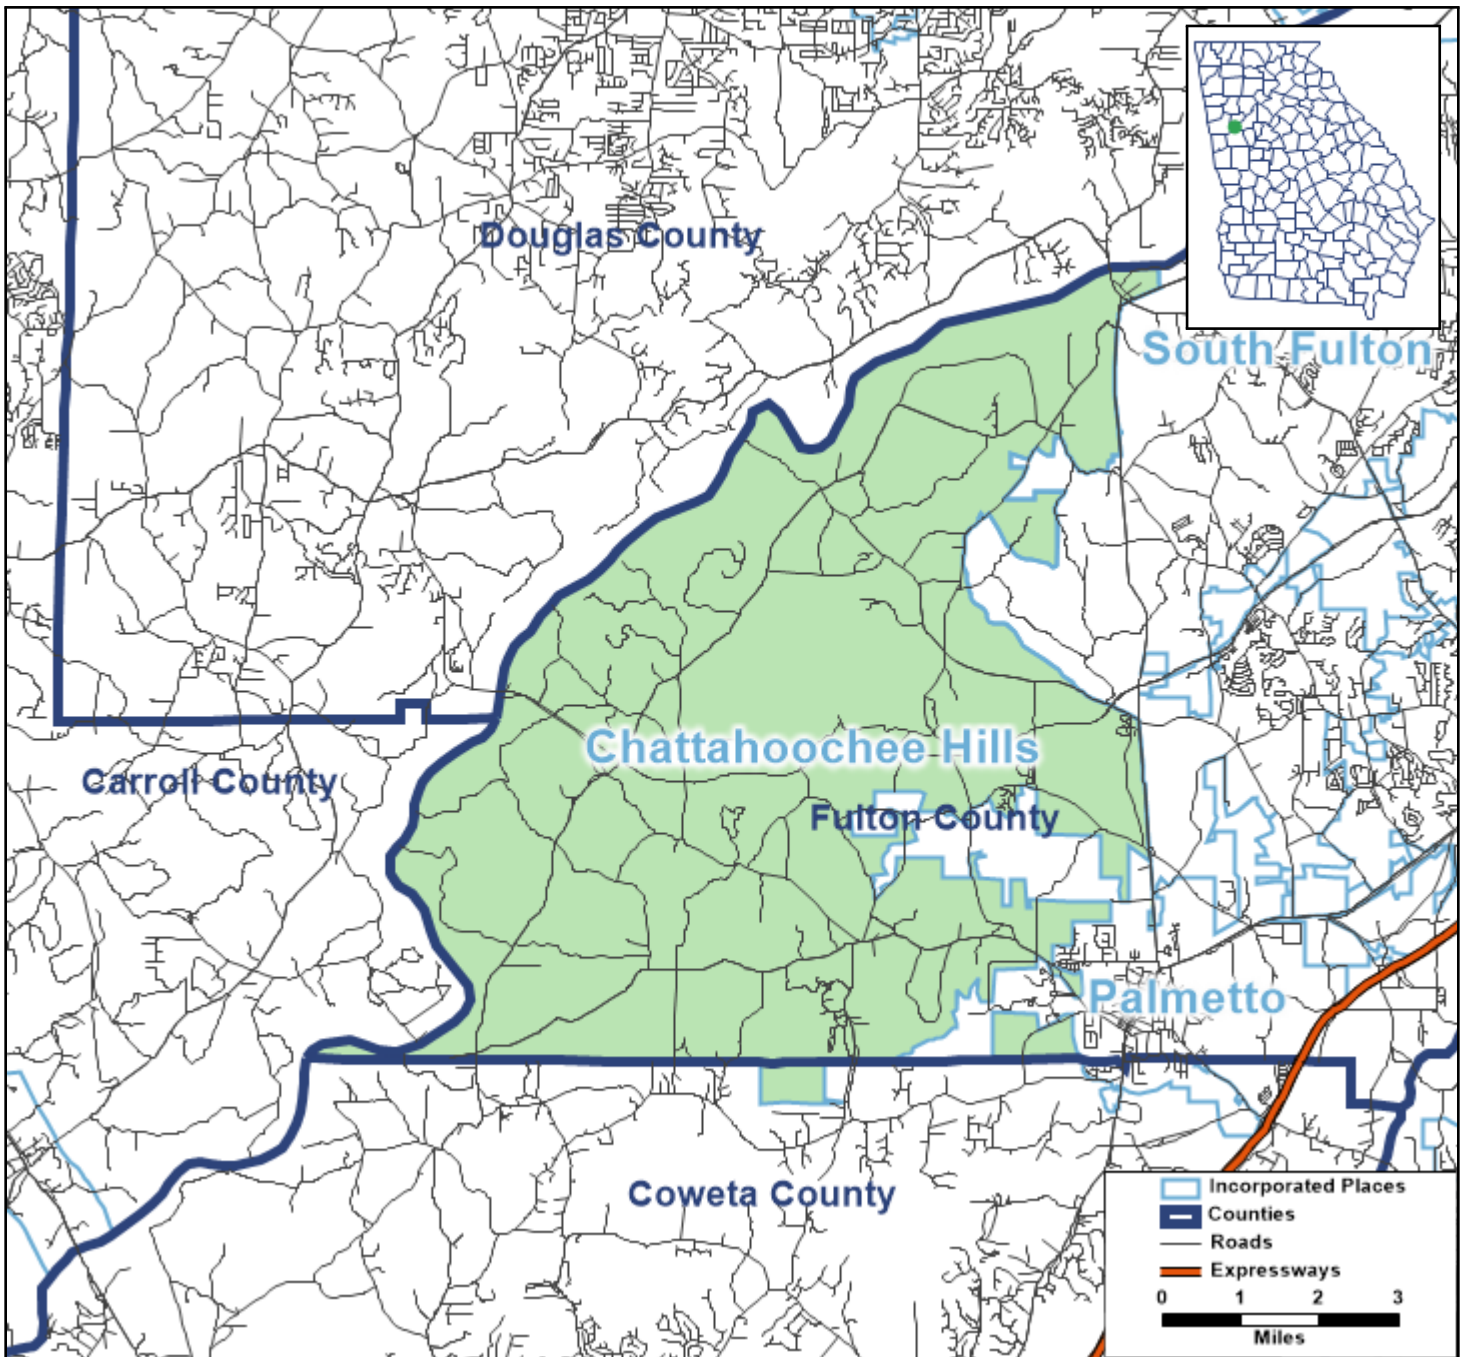 Douglas County
South Fulton
Chattahoochee Hills
Carroll County
Fulton County
Palmetto
Coweta County
Incorporated Places
Counties
Roads
Expressways
0 1 2 3
Miles